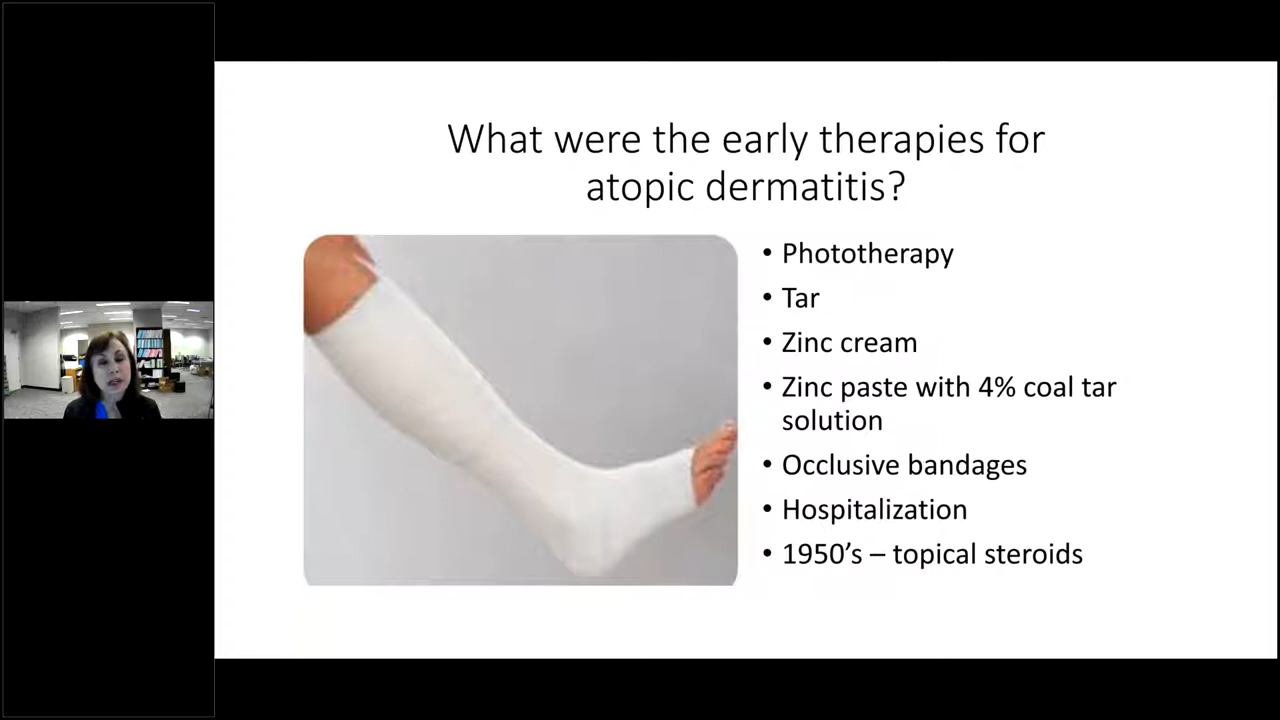 What were the early therapies for
atopic dermatitis?
• Phototherapy
• Tar
• Zinc cream
• Zinc paste with 4% coal tar
solution
• Occlusive bandages
• Hospitalization
• 1950’s – topical steroids